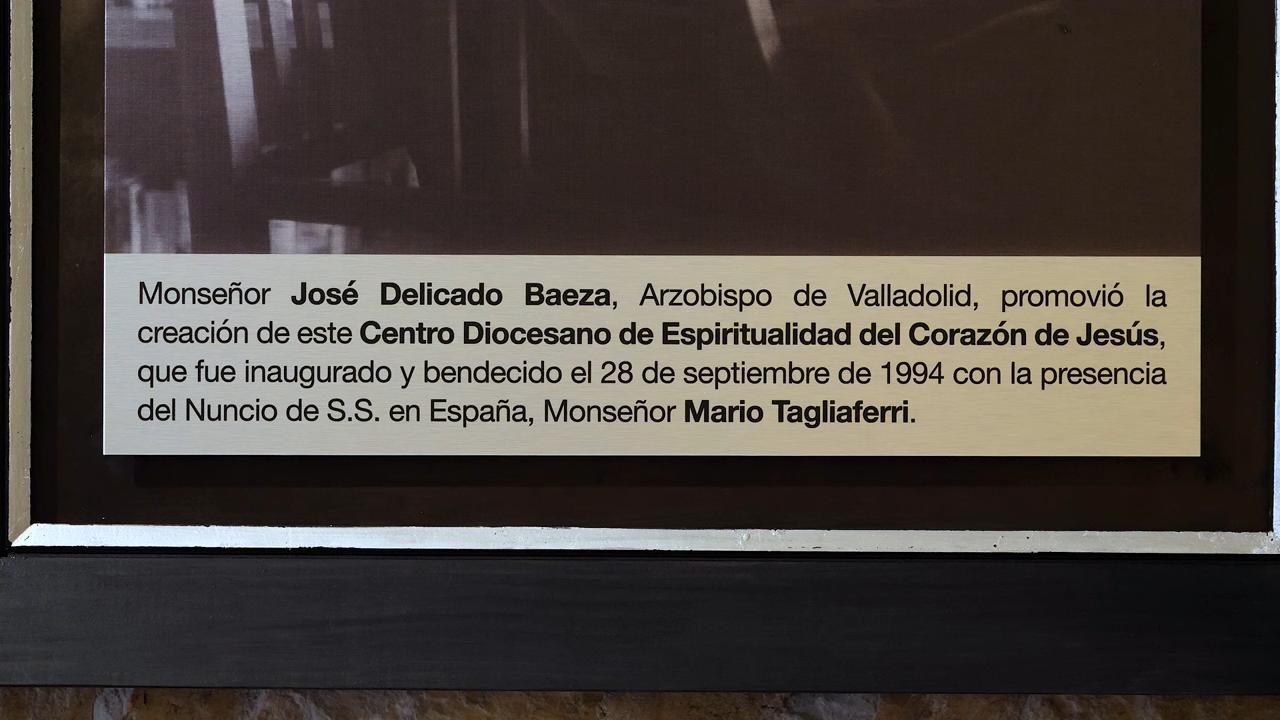 Monseñor José Delicado Baeza, Arzobispo de Valladolid, promovió la
creación de este Centro Diocesano de Espiritualidad del Corazón de Jesús,
que fue inaugurado y bendecido el 28 de septiembre de 1994 con la presencia
del Nuncio de S.S. en España, Monseñor Mario Tagliaferri.